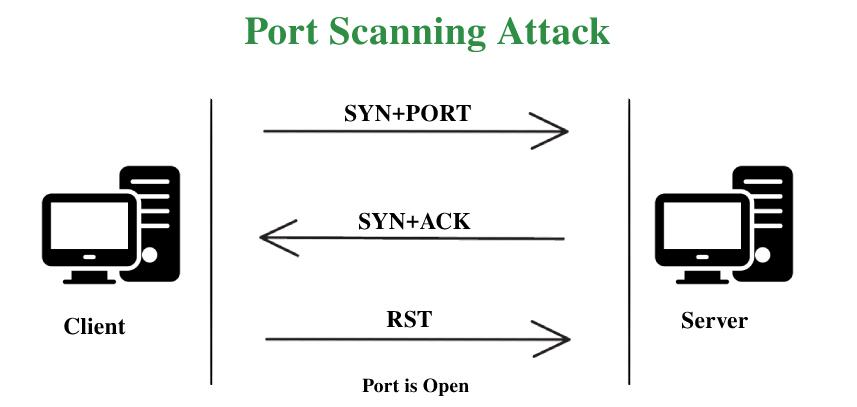 Port Scanning Attack
SYN+PORT
SYN+ACK
Client
RST
Server
Port is Open